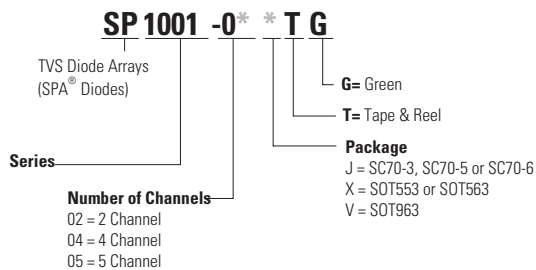 SP 1001 -0* * T G
TVS Diode Arrays
(SPA® Diodes)
G= Green
T= Tape & Reel
Package
J = SC70-3, SC70-5 or SC70-6
X = SOT553 or SOT563
V = SOT963
Series
Number of Channels
02 = 2 Channel
04 = 4 Channel
05 = 5 Channel